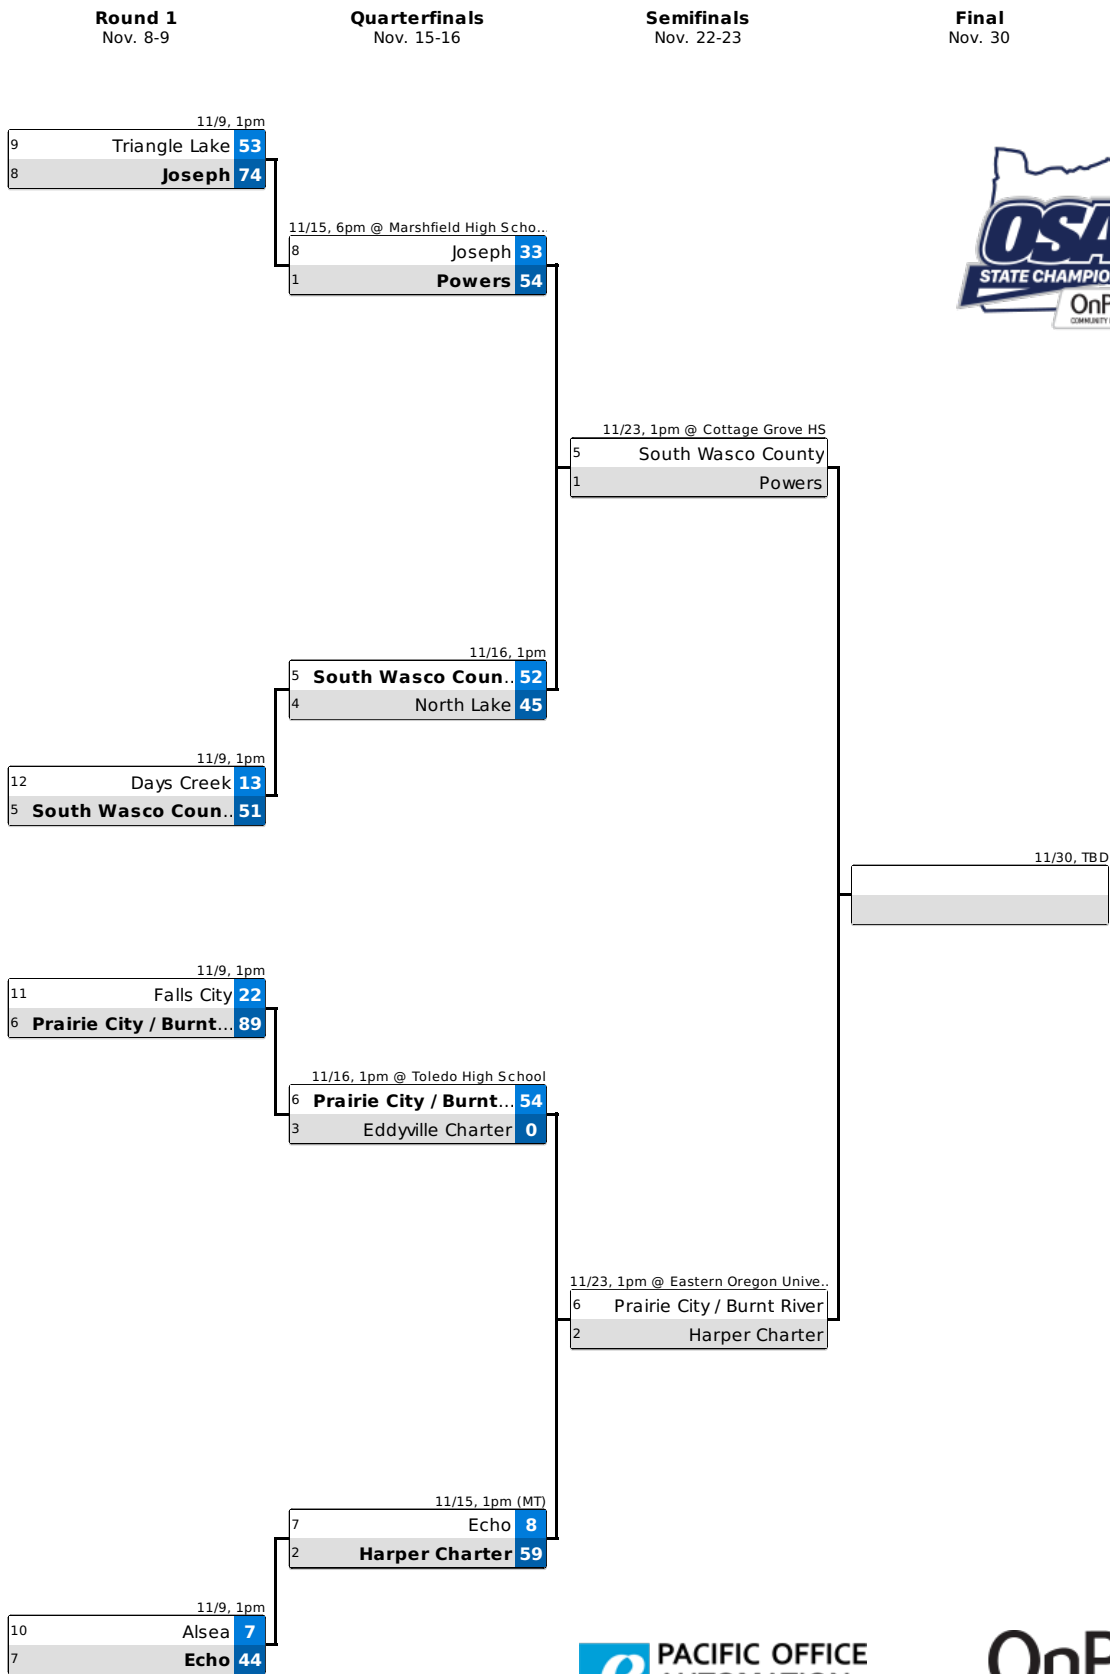 Round 1
Nov. 8-9
Quarterfinals
Nov. 15-16
Semifinals
Nov. 22-23
Final
Nov. 30
11/9, 1pm
9 Triangle Lake 53
8 Joseph 74
11/15, 6pm @ Marshfield High Scho...
8 Joseph 33
1 Powers 54
STATE
11/23, 1pm @ Cottage Grove HS
5 South Wasco County
1 Powers
11/16, 1pm
5 South Wasco Coun.. 52
4 North Lake 45
11/9, 1pm
12 Days Creek 13
5 South Wasco Coun.. 51
11/30, TBD
11/9, 1pm
11 Falls City 22
6 Prairie City / Burnt... 89
11/16, 1pm @ Toledo High School
6 Prairie City / Burnt... 54
3 Eddyville Charter 0
11/23, 1pm @ Eastern Oregon Unive..
6 Prairie City / Burnt River
2 Harper Charter
11/15, 1pm (MT)
7 Echo 8
2 Harper Charter 59
11/9, 1pm
10 Alsea 7
7 Echo 44
PACIFIC OFFICE